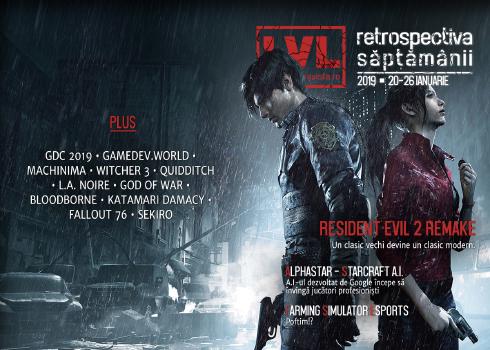 LVL
retrospectiva
săptămânii
2019 ▪ 20-26 IANUARIE
PLUS
GDC 2019 • GAMEDEV.WORLD •
MACHINIMA • WITCHER 3 • QUIDDITCH
• L.A. NOIRE • GOD OF WAR •
BLOODBORNE • KATAMARI DAMACY •
FALLOUT 76 • SEKIRO
RESIDENT EVIL 2 REMAKE
Un clasic vechi devine un clasic modern.
ALPHASTAR - STARCRAFT A.I.
A.I-ul dezvoltat de Google începe să
învingă jucători profesioniști
FARMING SIMULATOR ESPORTS
Poftim!?